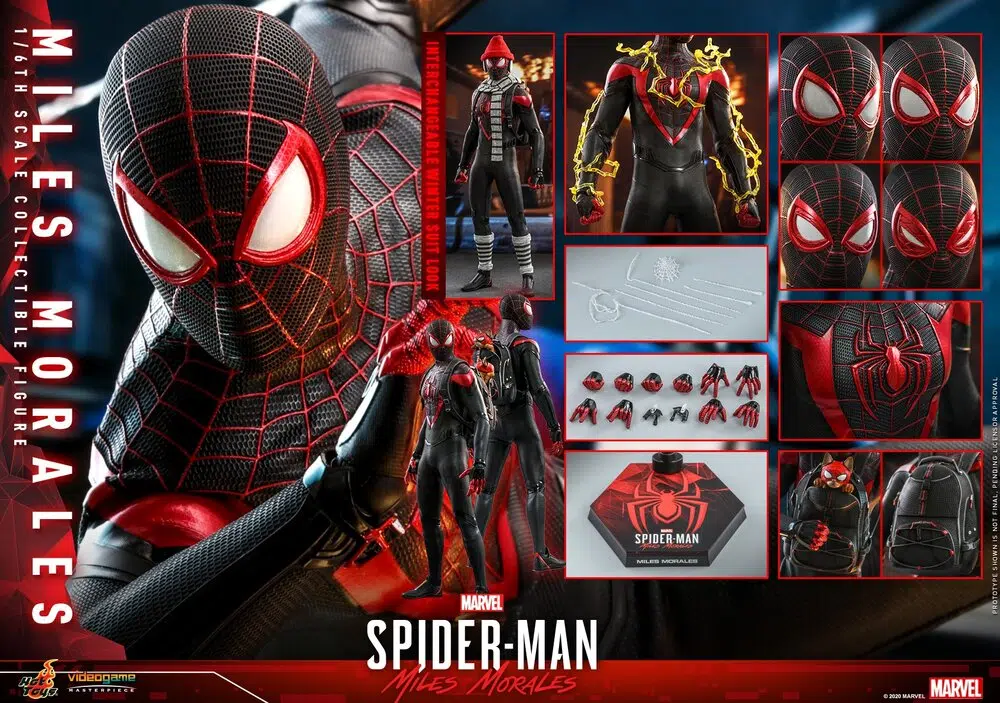 MILES MORALES
1/6TH SCALE COLLECTIBLE FIGURE
INTERCHANGEABLE WINTER SUIT LOOK
MARVEL
SPIDER-MAN
MILES MORALES
MILES MORALES
PROTOTYPE SHOWN IS NOT FINAL, PENDING LICENSOR APPROVAL
MARVEL
SPIDER-MAN
MILES MORALES
HOT TOYS
videogame
MASTERPIECE
© 2020 MARVEL
MARVEL